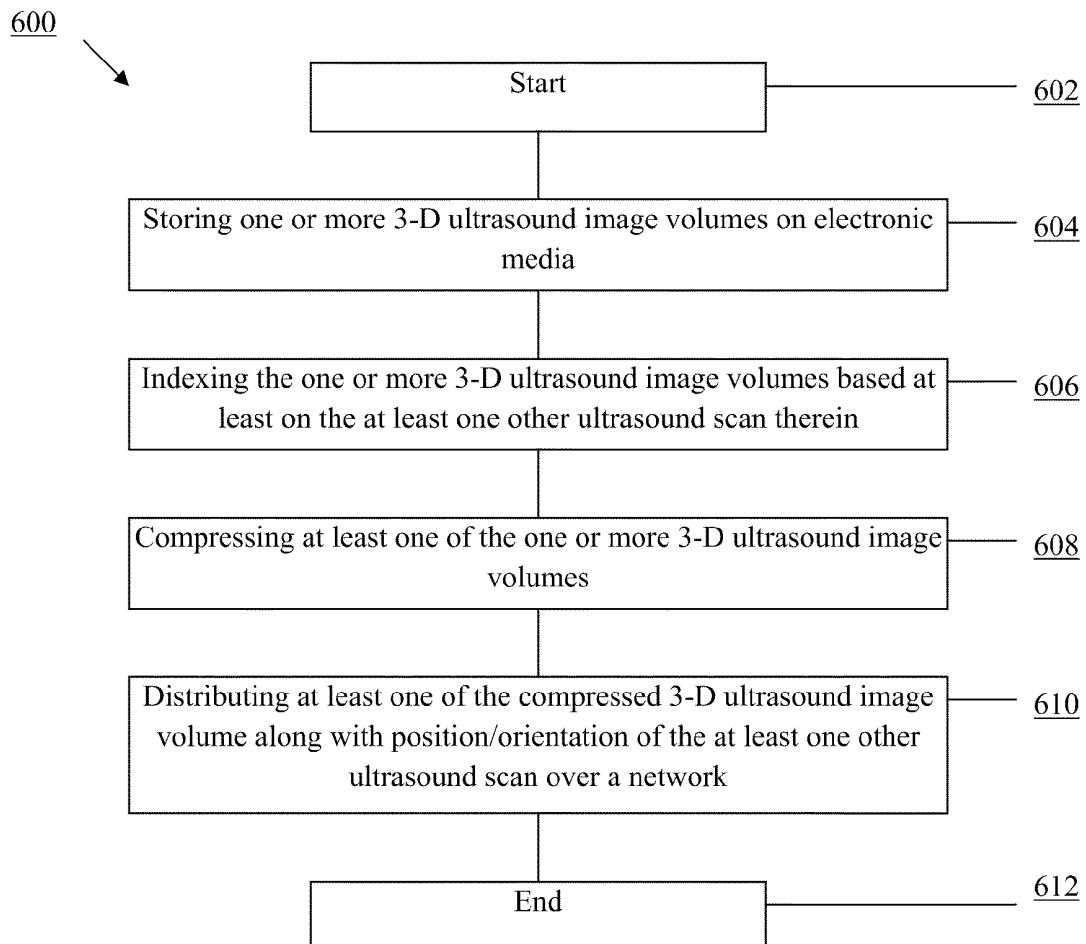 600
Start
602
Storing one or more 3-D ultrasound image volumes on electronic
media
604
Indexing the one or more 3-D ultrasound image volumes based at
least on the at least one other ultrasound scan therein
606
Compressing at least one of the one or more 3-D ultrasound image
volumes
608
Distributing at least one of the compressed 3-D ultrasound image
volume along with position/orientation of the at least one other
ultrasound scan over a network
610
End
612